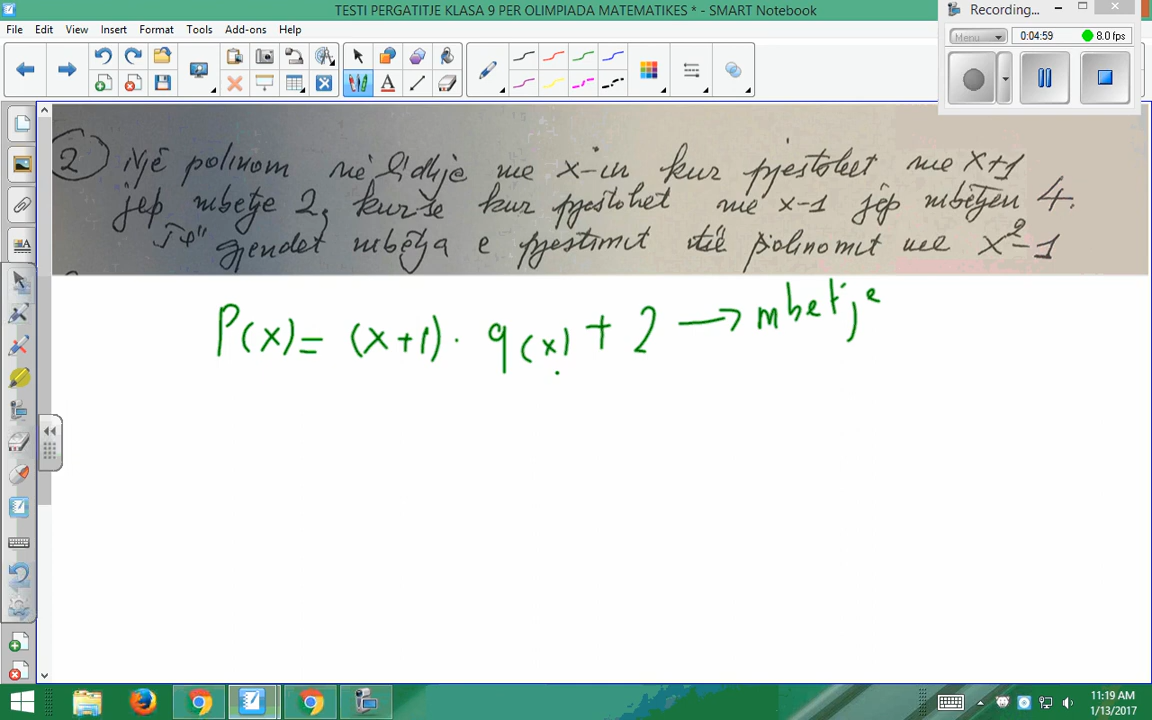 TESTI PERGATITJE KLASA 9 PER OLIMPIADA MATEMATIKES * - SMART Notebook
Recording...
File Edit View Insert Format Tools Add-ons Help
Menu 0:04:59 8.0 fps
2 Një polinom në lidhje me x-in kur pjestohet me x+1
jep mbetje 2, kurse kur pjestohet me x-1 jep mbetjen 4.
gjendet mbetja e pjestimit të polinomit me x²-1
P(x) = (x+1) · q(x) + 2 → mbetje
11:19 AM
1/13/2017